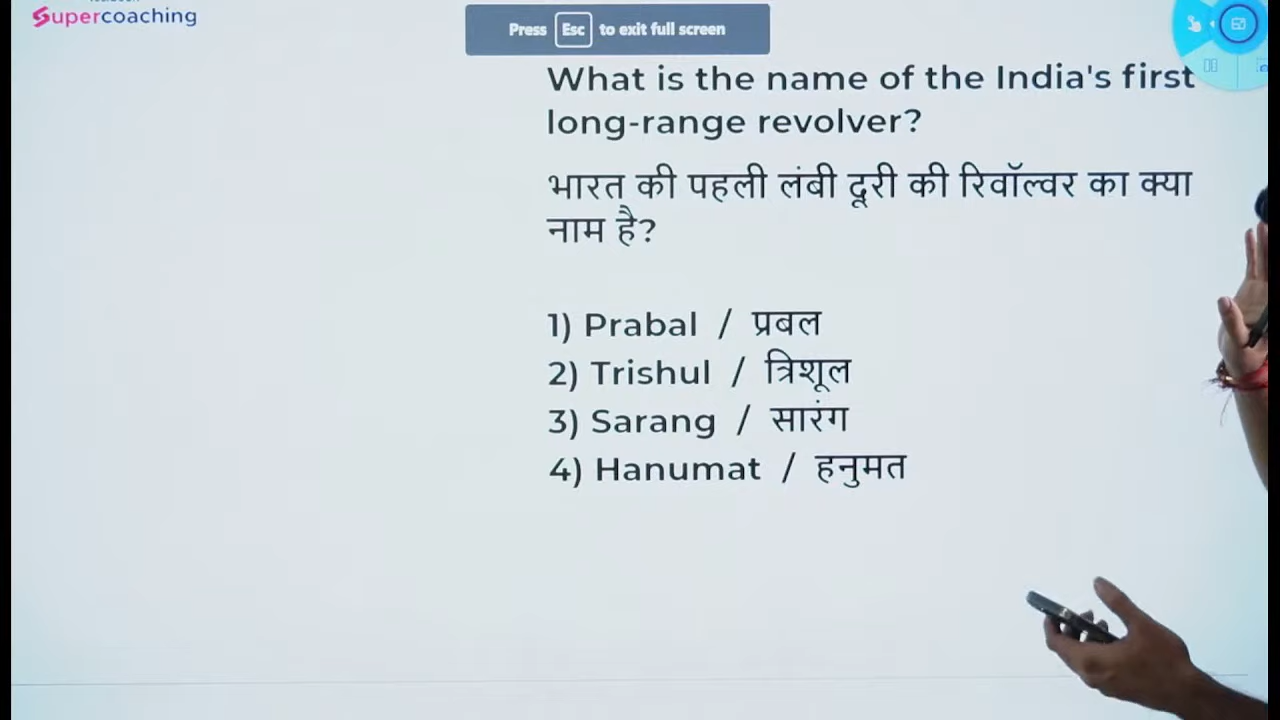 Supercoaching
Press Esc to exit full screen
What is the name of the India's first
long-range revolver?
भारत की पहली लंबी दूरी की रिवॉल्वर का क्या
नाम है?
1) Prabal / प्रबल
2) Trishul / त्रिशूल
3) Sarang / सारंग
4) Hanumat / हनुमत